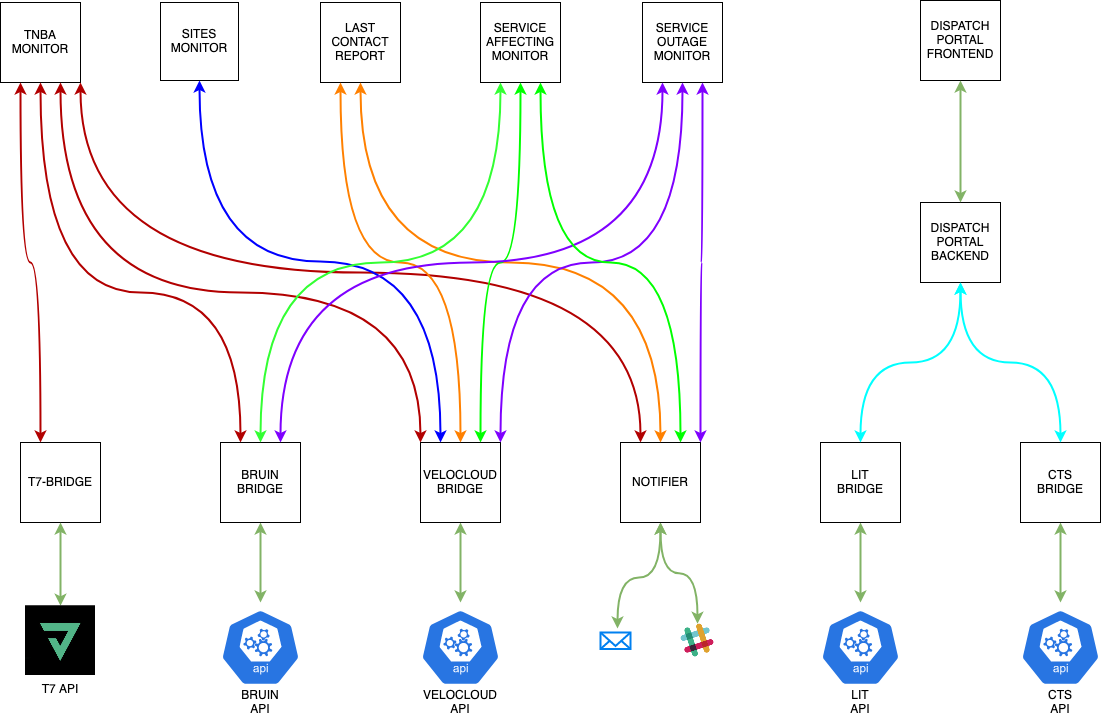 TNBA
MONITOR
SITES
MONITOR
LAST
CONTACT
REPORT
SERVICE
AFFECTING
MONITOR
SERVICE
OUTAGE
MONITOR
DISPATCH
PORTAL
FRONTEND
DISPATCH
PORTAL
BACKEND
T7-BRIDGE
BRUIN
BRIDGE
VELOCLOUD
BRIDGE
NOTIFIER
LIT
BRIDGE
CTS
BRIDGE
api
api
api
api
T7 API
BRUIN
API
VELOCLOUD
API
LIT
API
CTS
API